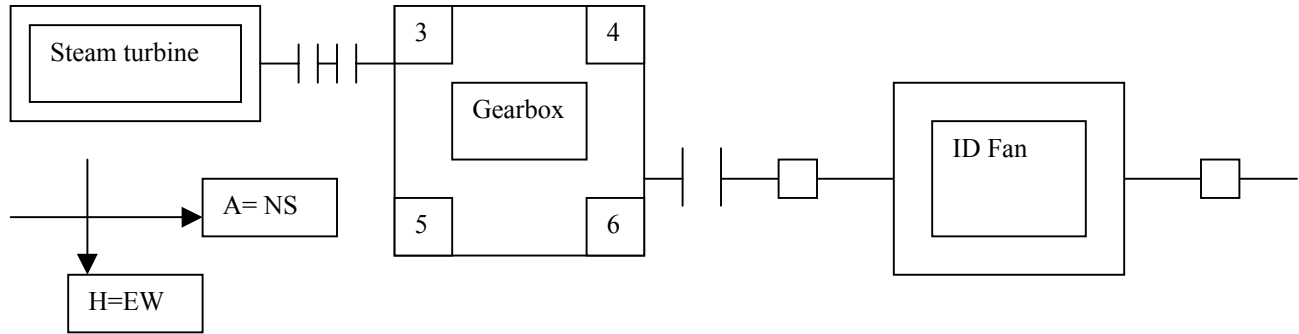 Steam turbine
3
4
Gearbox
ID Fan
A= NS
5
6
H=EW